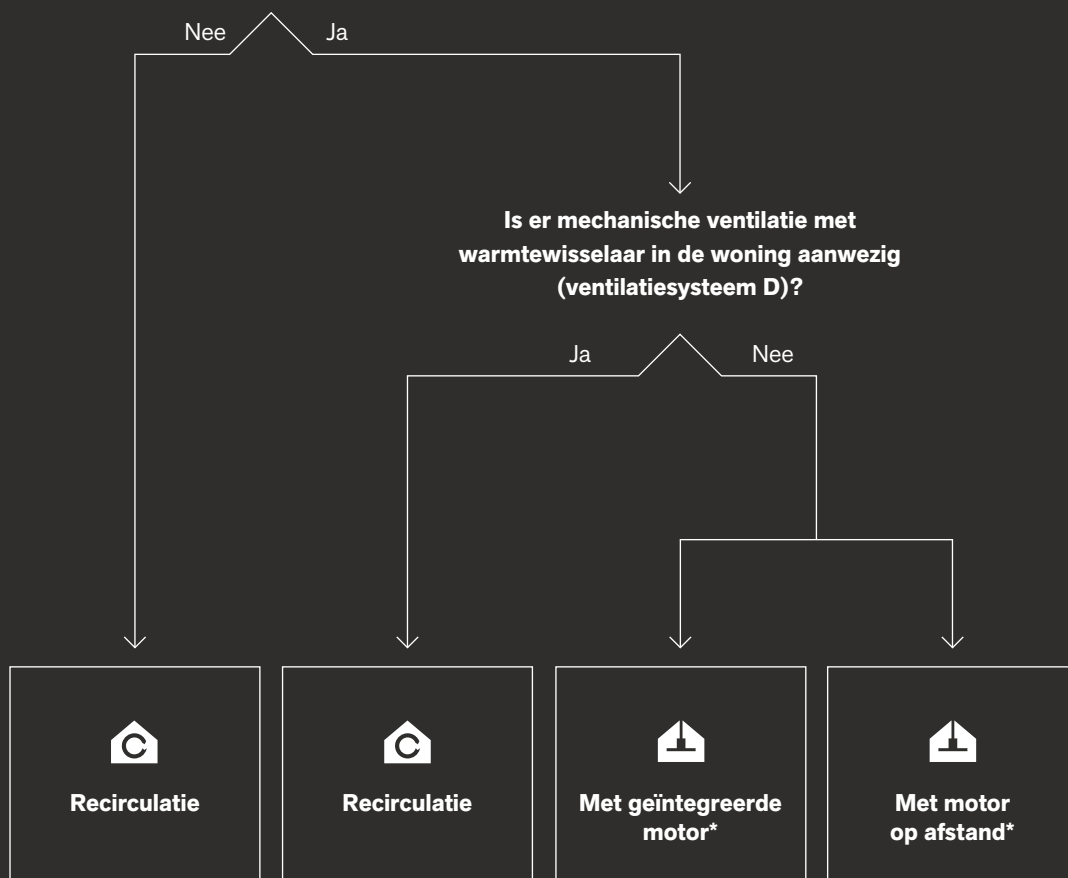 Nee Ja
Is er mechanische ventilatie met
warmtewisselaar in de woning aanwezig
(ventilatiesysteem D)?
Ja Nee
Recirculatie
Recirculatie
Met geïntegreerde
motor*
Met motor
op afstand*